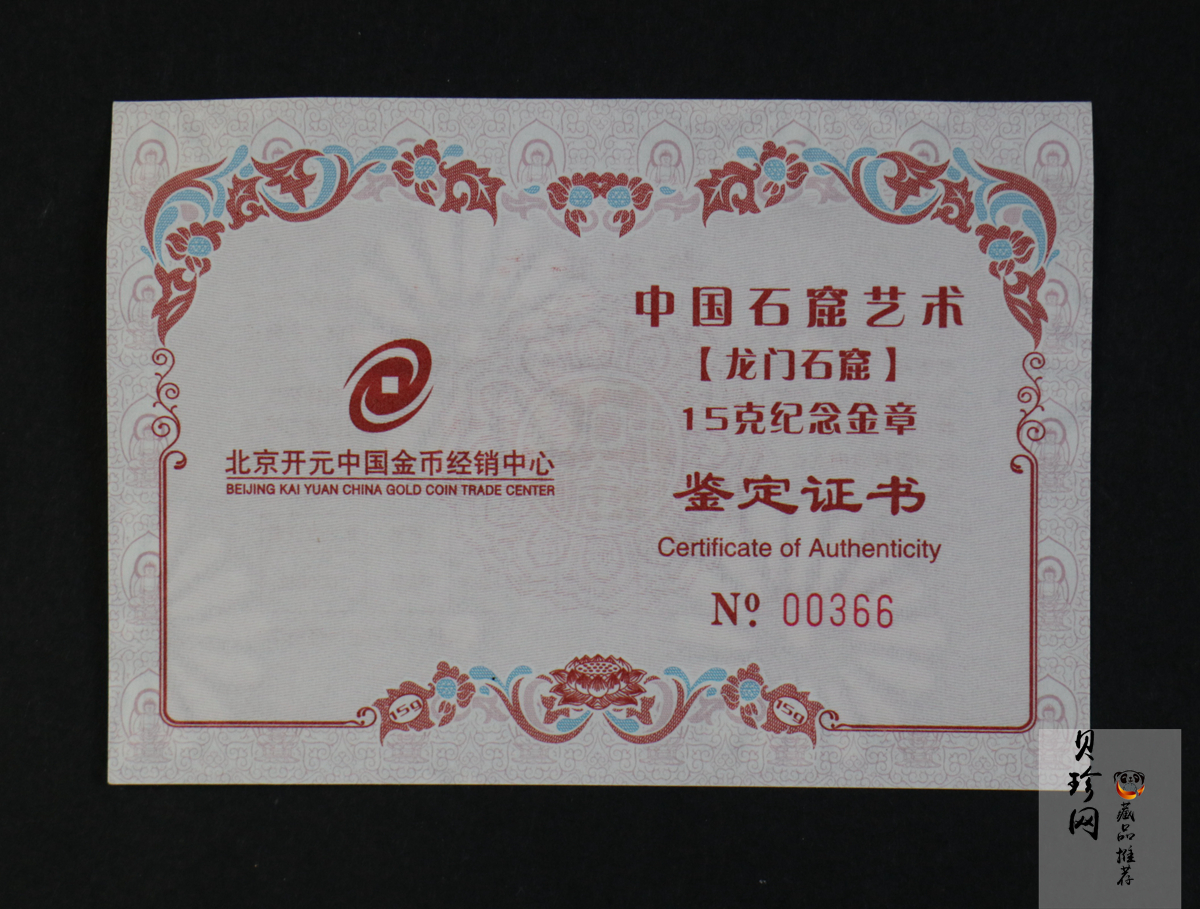 中国石窟艺术
【龙门石窟】
15克纪念金章
北京开元中国金币经销中心
BEIJING KAI YUAN CHINA GOLD COIN TRADE CENTER
鉴定证书
Certificate of Authenticity
Nº 00366
15g
15g
贝珍网
藏品推荐